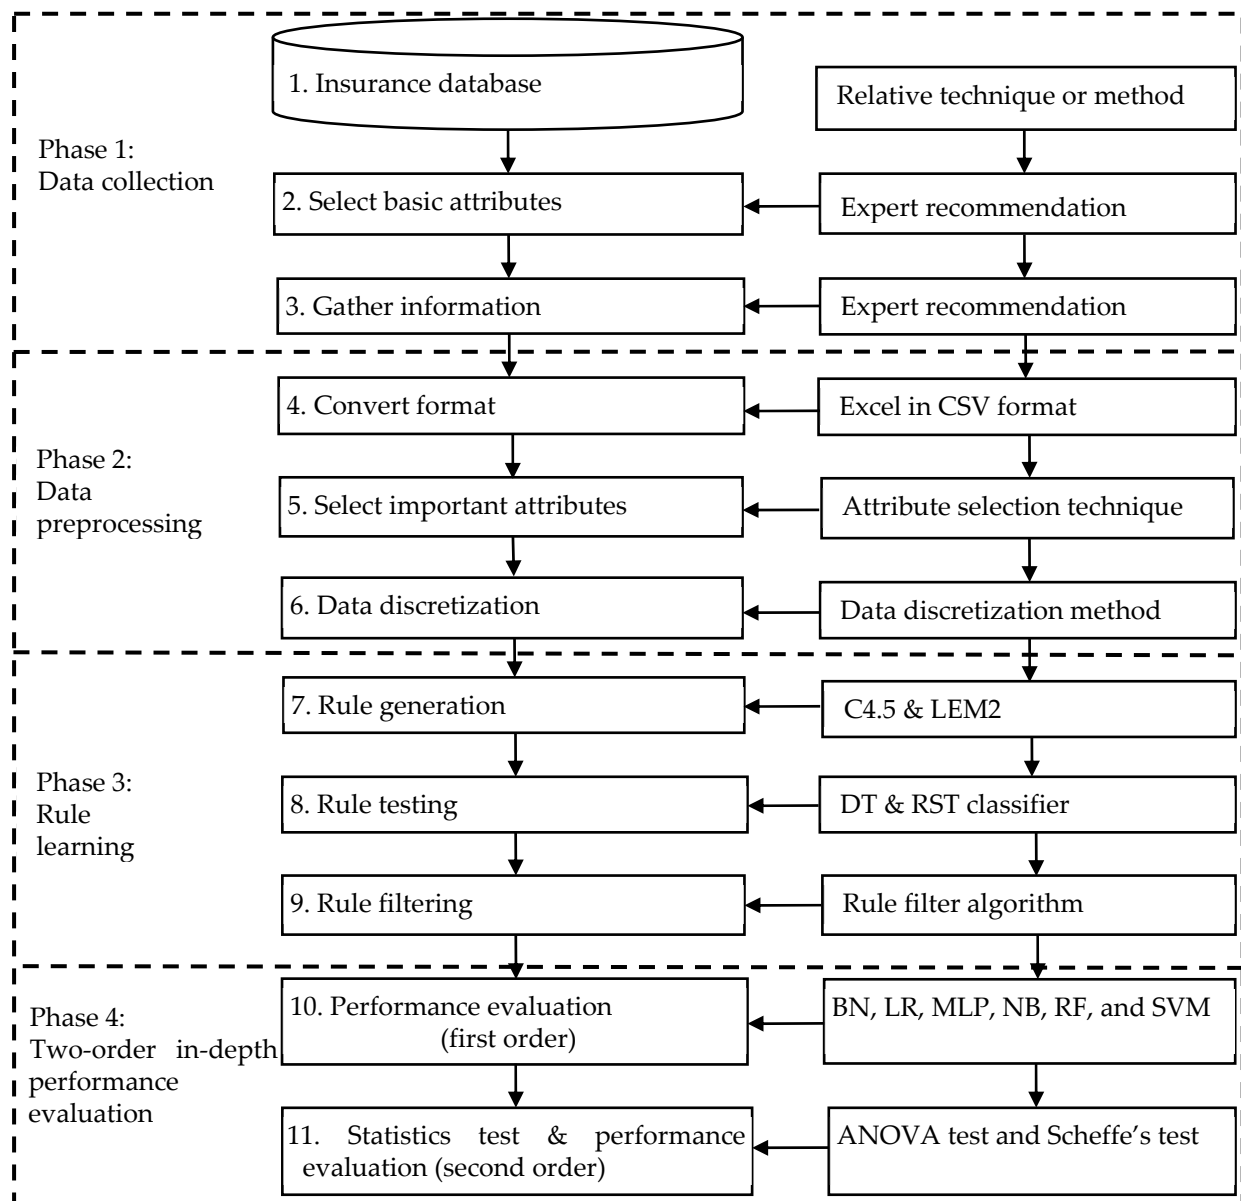 1. Insurance database
Relative technique or method
Phase 1:
Data collection
2. Select basic attributes
Expert recommendation
3. Gather information
Expert recommendation
4. Convert format
Excel in CSV format
Phase 2:
Data
preprocessing
5. Select important attributes
Attribute selection technique
6. Data discretization
Data discretization method
7. Rule generation
C4.5 & LEM2
Phase 3:
Rule
learning
8. Rule testing
DT & RST classifier
9. Rule filtering
Rule filter algorithm
Phase 4:
Two-order in-depth
performance
evaluation
10. Performance evaluation
(first order)
BN, LR, MLP, NB, RF, and SVM
11. Statistics test & performance
evaluation (second order)
ANOVA test and Scheffe's test